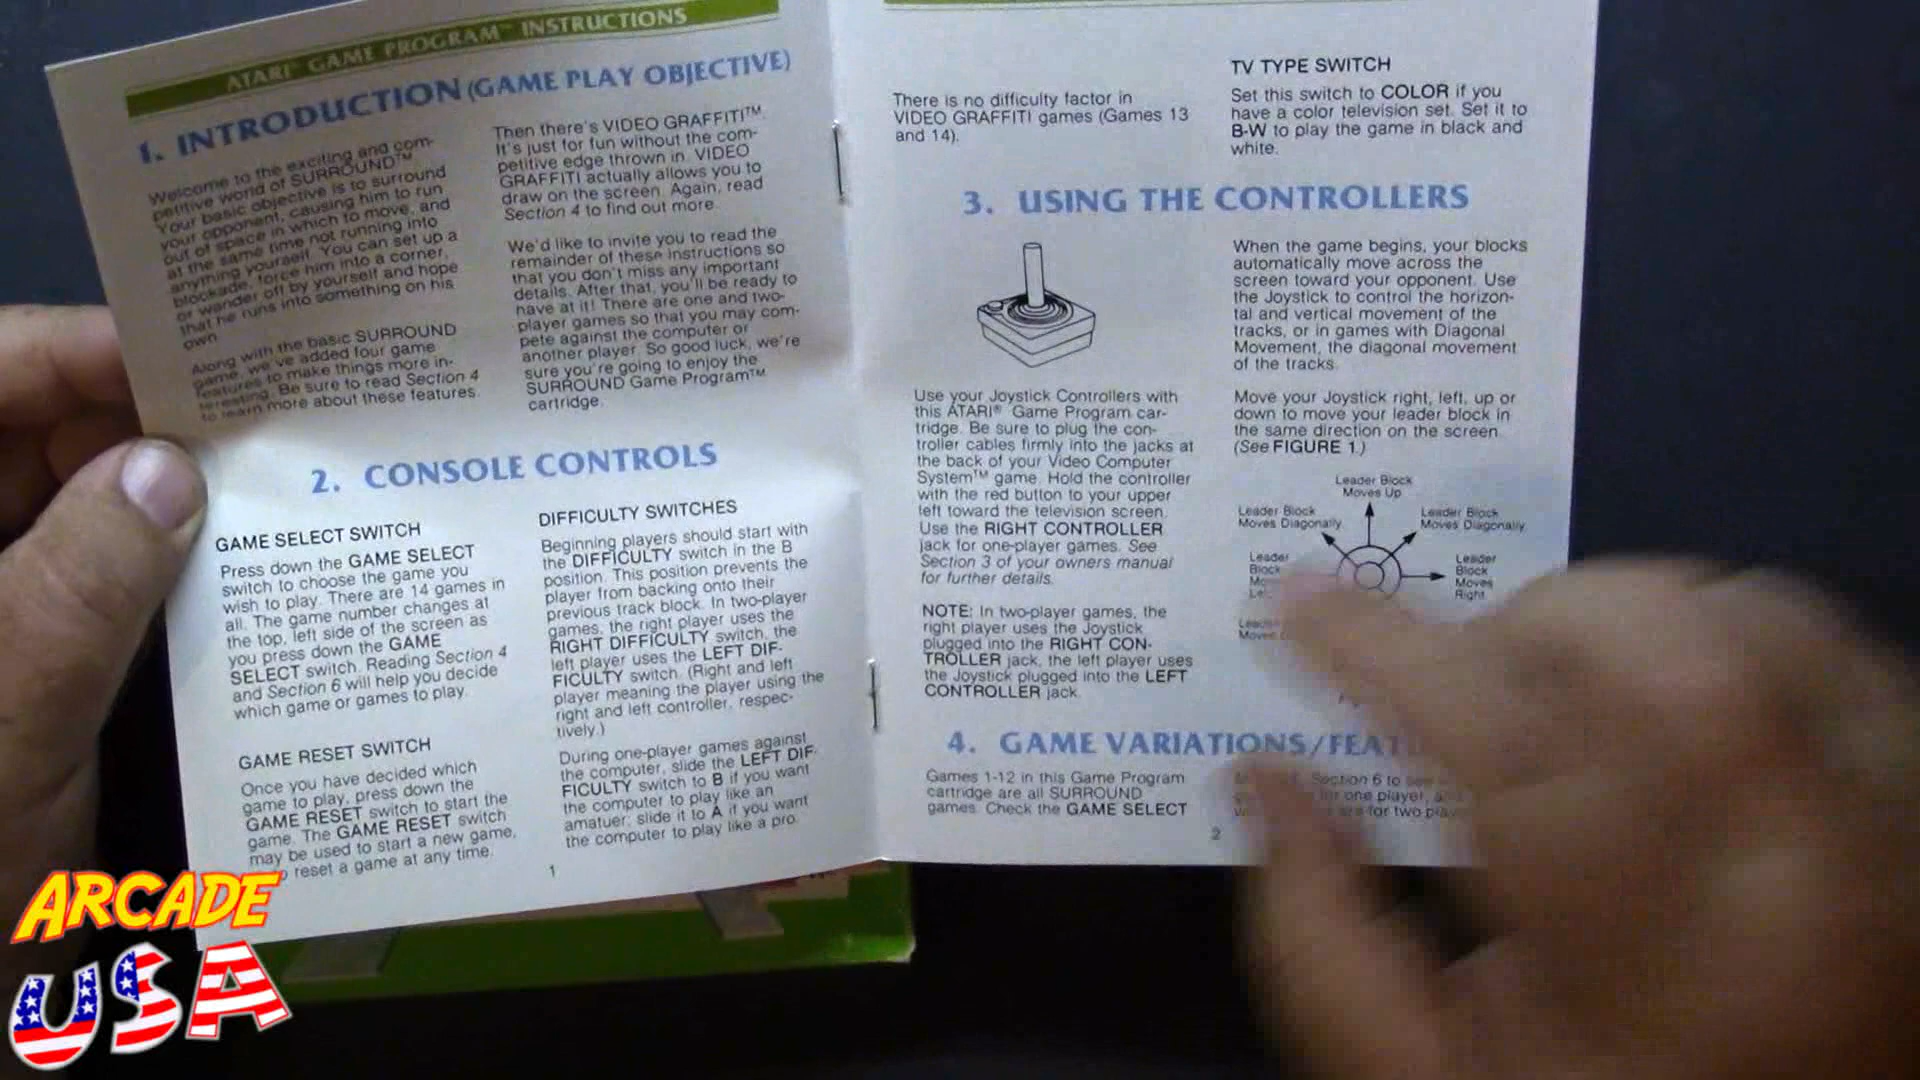 ATARI® GAME PROGRAM™ INSTRUCTIONS
1. INTRODUCTION (GAME PLAY OBJECTIVE)
Welcome to the exciting and com-
petitive world of SURROUND™
Your basic objective is to surround
your opponent, causing him to run
out of space in which to move, and
at the same time not running into
anything yourself. You can set up a
blockade, force him into a corner,
or wander off by yourself and hope
that he runs into something on his
own.
Along with the basic SURROUND
game, we've added four game
features to make things more in-
teresting. Be sure to read Section 4
to learn more about these features.
Then there's VIDEO GRAFFITI™.
It's just for fun without the com-
petitive edge thrown in. VIDEO
GRAFFITI actually allows you to
draw on the screen. Again, read
Section 4 to find out more.
We'd like to invite you to read the
remainder of these instructions so
that you don't miss any important
details. After that, you'll be ready to
have at it! There are one and two-
player games so that you may com-
pete against the computer or
another player. So good luck, we're
sure you're going to enjoy the
SURROUND Game Program™
cartridge.
2. CONSOLE CONTROLS
GAME SELECT SWITCH
Press down the GAME SELECT
switch to choose the game you
wish to play. There are 14 games in
all. The game number changes at
the top, left side of the screen as
you press down the GAME
SELECT switch. Reading Section 4
and Section 6 will help you decide
which game or games to play.
GAME RESET SWITCH
Once you have decided which
game to play, press down the
GAME RESET switch to start the
game. The GAME RESET switch
may be used to start a new game,
reset a game at any time.
DIFFICULTY SWITCHES
Beginning players should start with
the DIFFICULTY switch in the B
position. This position prevents the
player from backing onto their
previous track block. In two-player
games, the right player uses the
RIGHT DIFFICULTY switch, the
left player uses the LEFT DIF-
FICULTY switch. (Right and left
player meaning the player using the
right and left controller, respec-
tively.)
During one-player games against
the computer, slide the LEFT DIF-
FICULTY switch to B if you want
the computer to play like an
amatuer; slide it to A if you want
the computer to play like a pro.
1
There is no difficulty factor in
VIDEO GRAFFITI games (Games 13
and 14).
TV TYPE SWITCH
Set this switch to COLOR if you
have a color television set. Set it to
B-W to play the game in black and
white.
3. USING THE CONTROLLERS
Use your Joystick Controllers with
this ATARI® Game Program car-
tridge. Be sure to plug the con-
troller cables firmly into the jacks at
the back of your Video Computer
System™ game. Hold the controller
with the red button to your upper
left toward the television screen.
Use the RIGHT CONTROLLER
jack for one-player games. See
Section 3 of your owners manual
for further details.
NOTE: In two-player games, the
right player uses the Joystick
plugged into the RIGHT CON-
TROLLER jack, the left player uses
the Joystick plugged into the LEFT
CONTROLLER jack.
When the game begins, your blocks
automatically move across the
screen toward your opponent. Use
the Joystick to control the horizon-
tal and vertical movement of the
tracks, or in games with Diagonal
Movement, the diagonal movement
of the tracks.
Move your Joystick right, left, up or
down to move your leader block in
the same direction on the screen.
(See FIGURE 1.)
Leader Block
Moves Up
Leader Block
Moves Diagonally
Leader Block
Moves Diagonally
Leader
Block
Leader
Block
Moves
Right
4. GAME VARIATIONS/FEAT
Games 1-12 in this Game Program
cartridge are all SURROUND
games. Check the GAME SELECT
Section 6 to
for one player,
are for two
2
ARCADE
USA